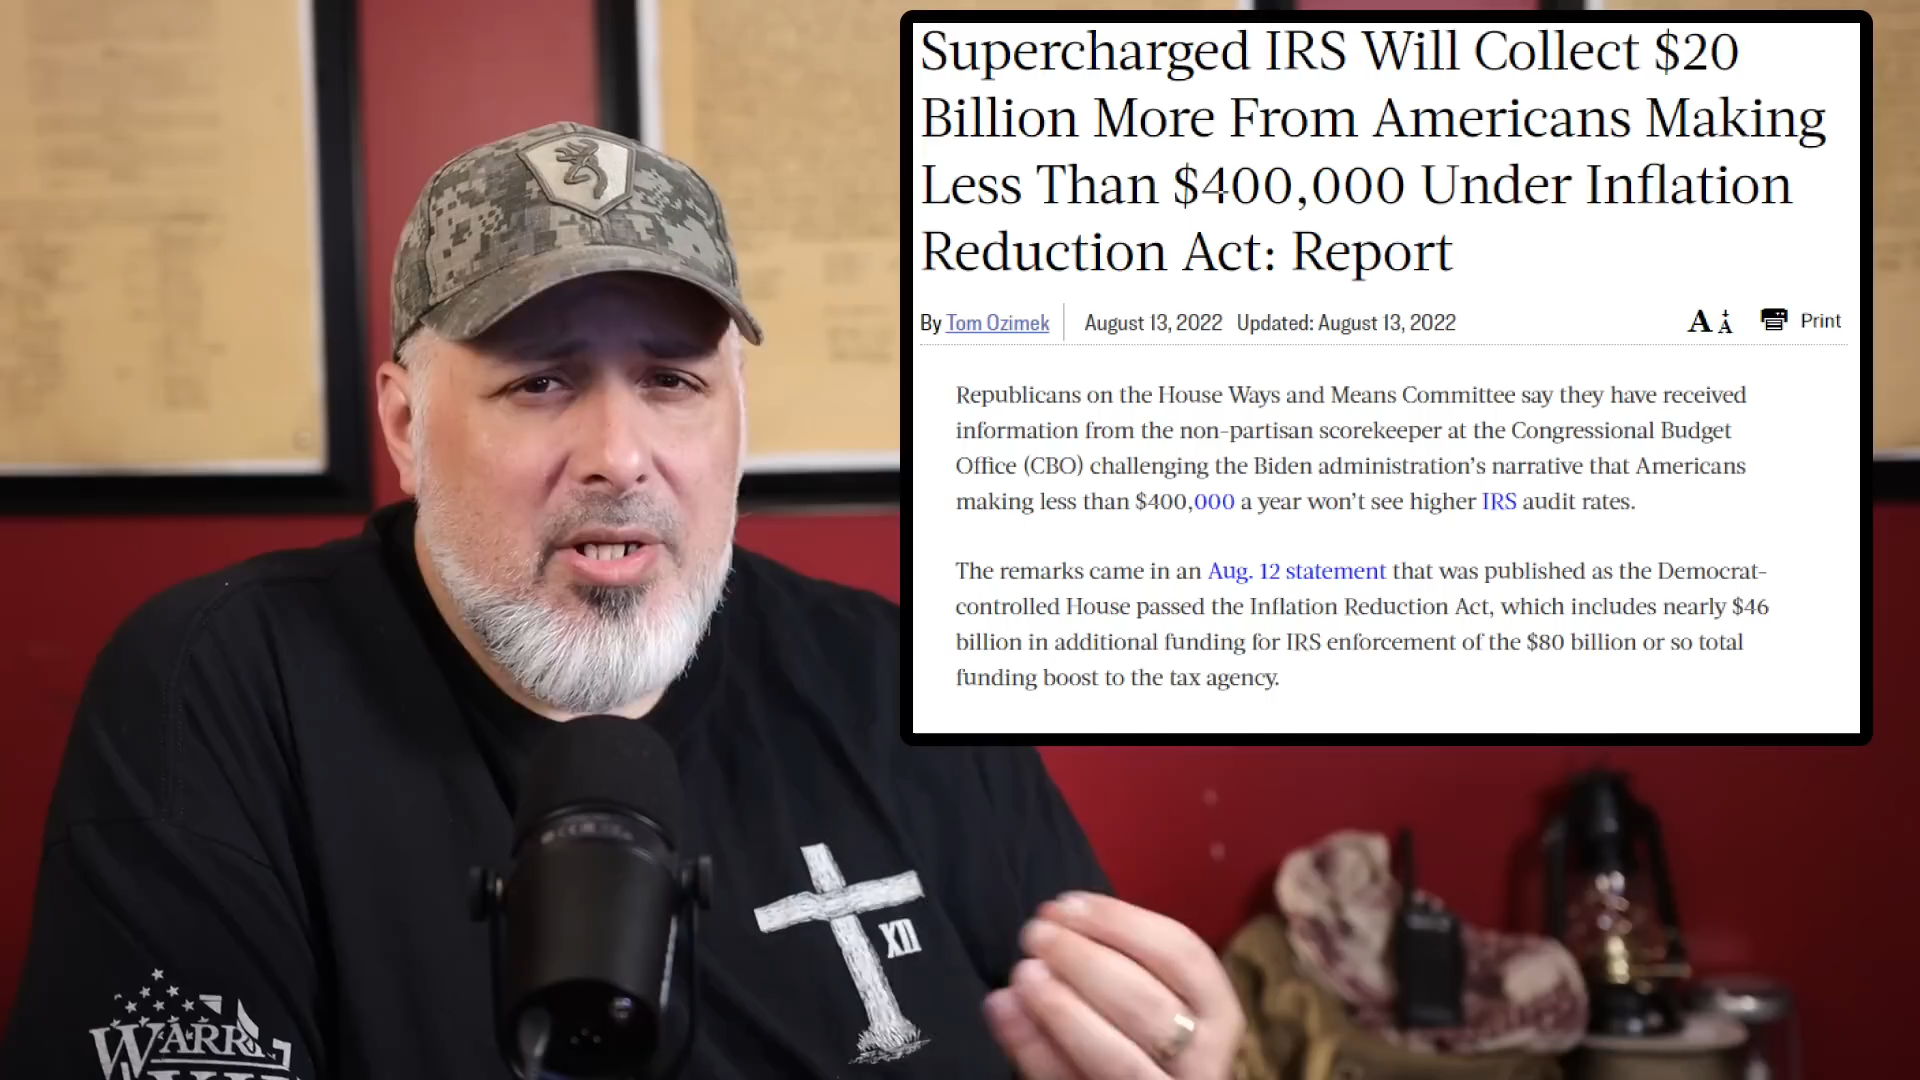 Supercharged IRS Will Collect $20
Billion More From Americans Making
Less Than $400,000 Under Inflation
Reduction Act: Report
By Tom Ozimek August 13, 2022 Updated: August 13, 2022 Print
Republicans on the House Ways and Means Committee say they have received
information from the non-partisan scorekeeper at the Congressional Budget
Office (CBO) challenging the Biden administration’s narrative that Americans
making less than $400,000 a year won’t see higher IRS audit rates.
The remarks came in an Aug. 12 statement that was published as the Democrat-
controlled House passed the Inflation Reduction Act, which includes nearly $46
billion in additional funding for IRS enforcement of the $80 billion or so total
funding boost to the tax agency.
XII